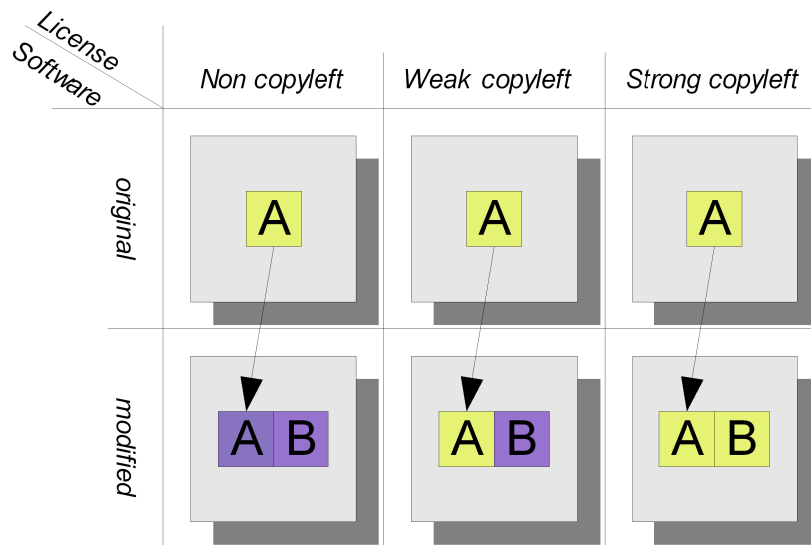 License
Software
Non copyleft
Weak copyleft
Strong copyleft
original
A
A
A
modified
A B
A B
A B